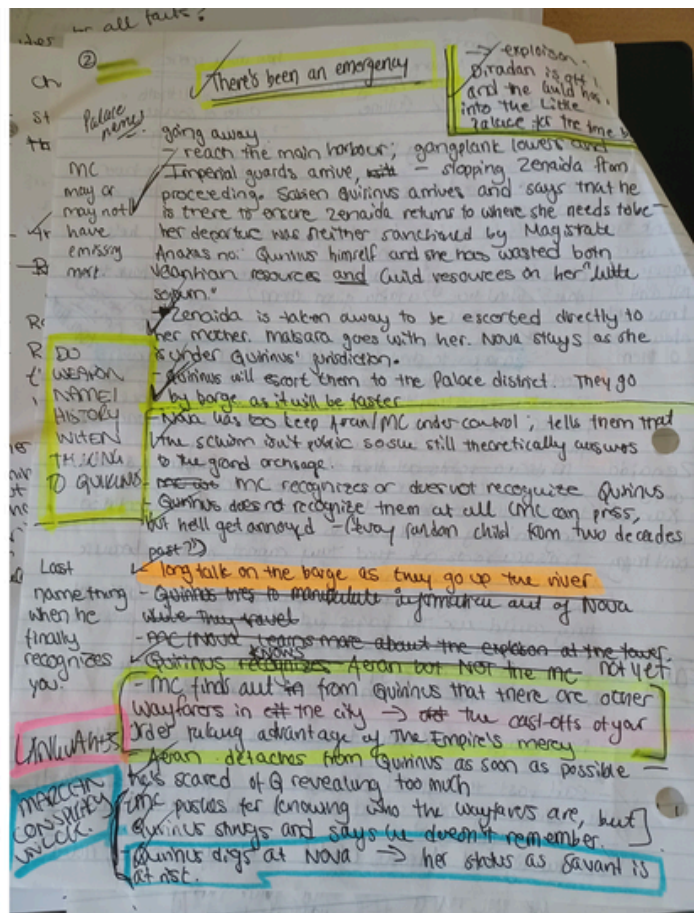 for all facts.
②
There's been an emergency
→ explosion.
Diradan is off
and the Guild has
into the Little
Palace for the time b
Palace names
going away
- reach the main harbour; gangplank lowers and
Imperial guards arrive, - stopping Zenaida from
proceeding. Sabien Quirinus arrives and says that he
is there to ensure Zenaida returns to where she needs to be -
her departure was neither sanctioned by Magistrate
Anaxas nor Quirinus himself and she has wasted both
resources and Guild resources on her "little
sojourn."
MC
may or
may not
have
emissary
mark
- Zenaida is taken away to be escorted directly to
her mother. Maisara goes with her. Nova stays as she
is under Quirinus' jurisdiction.
- Quirinus will escort them to the Palace district. They go
by barge as it will be faster
DO
WEAPON
NAME/
HISTORY
WHEN
TALKING
TO QUIRINUS
- Nova has to keep Aeran/MC under control; tells them that
the schism isn't public so she still theoretically answers
to the grand archsage.
- MC recognizes or does not recognize Quirinus
- Quirinus does not recognize them at all (MC can press,
but he'll get annoyed - (every random child from two decades
past?)
- long talk on the barge as they go up the river
- Quirinus tries to manipulate information out of Nova
while they travel
- MC/Nova learns more about the explosion at the tower.
- Quirinus recognizes knows Aeran but NOT the MC not yet
Last
name thing
when he
finally
recognizes
you.
- MC finds out from Quirinus that there are other
Wayfarers in the city → the cast-offs of your
order taking advantage of the Empire's mercy
- Aeran detaches from Quirinus as soon as possible -
he's scared of Q revealing too much
MC pushes for knowing who the wayfarers are, but
Quirinus shrugs and says he doesn't remember.
Quirinus digs at Nova → her status as Savant is
at risk.
CONSPIRACY
UNLOCK.